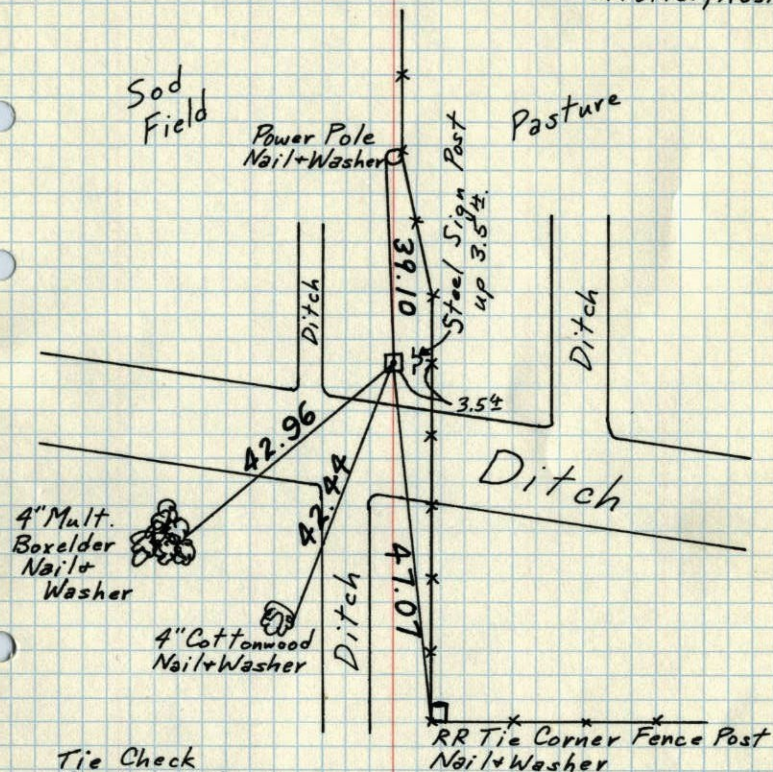 Sod
Field
Pasture
Power Pole
Nail+Washer
Steel Sign Post
up 3.5'±
39.10
Ditch
Ditch
3.5'±
42.96
42.44
Ditch
4" Mult.
Boxelder
Nail+
Washer
47.07
Ditch
4" Cottonwood
Nail+Washer
RR Tie Corner Fence Post
Nail+Washer
Tie Check